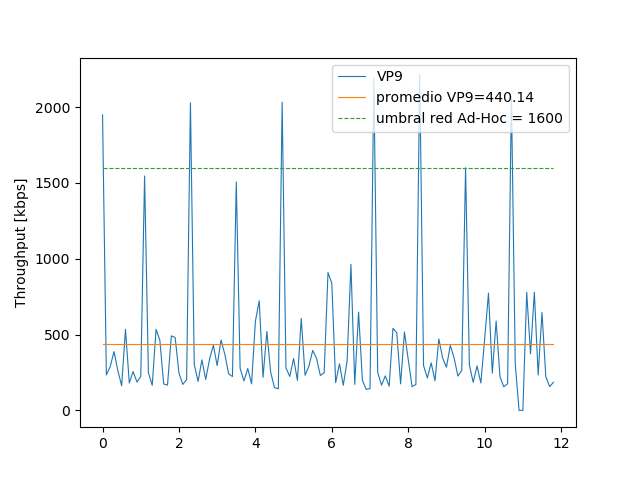 VP9
promedio VP9=440.14
umbral red Ad-Hoc = 1600
Throughput [kbps]
2000
1500
1000
500
0
0 2 4 6 8 10 12